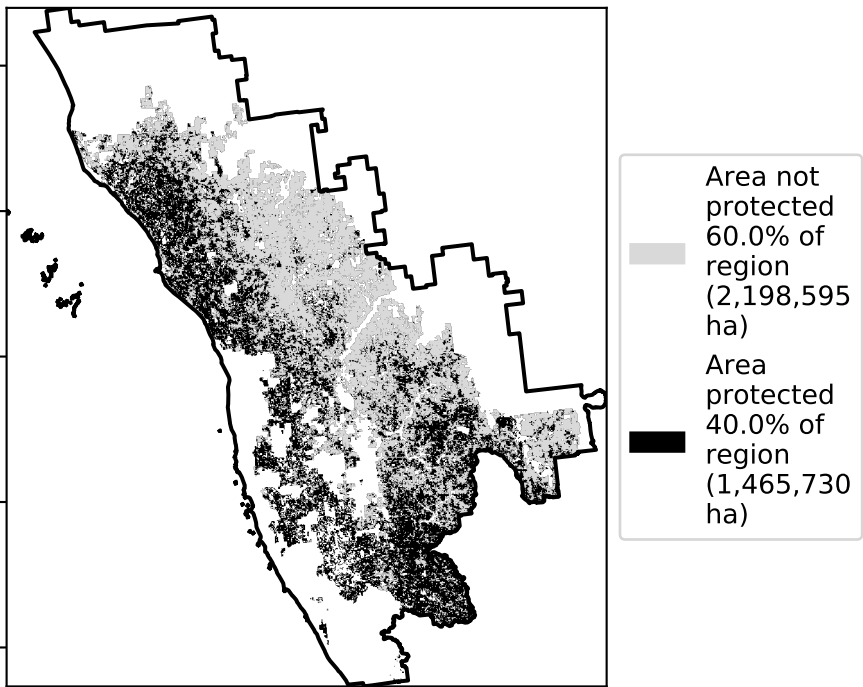 Area not
protected
60.0% of
region
(2,198,595
ha)
Area
protected
40.0% of
region
(1,465,730
ha)